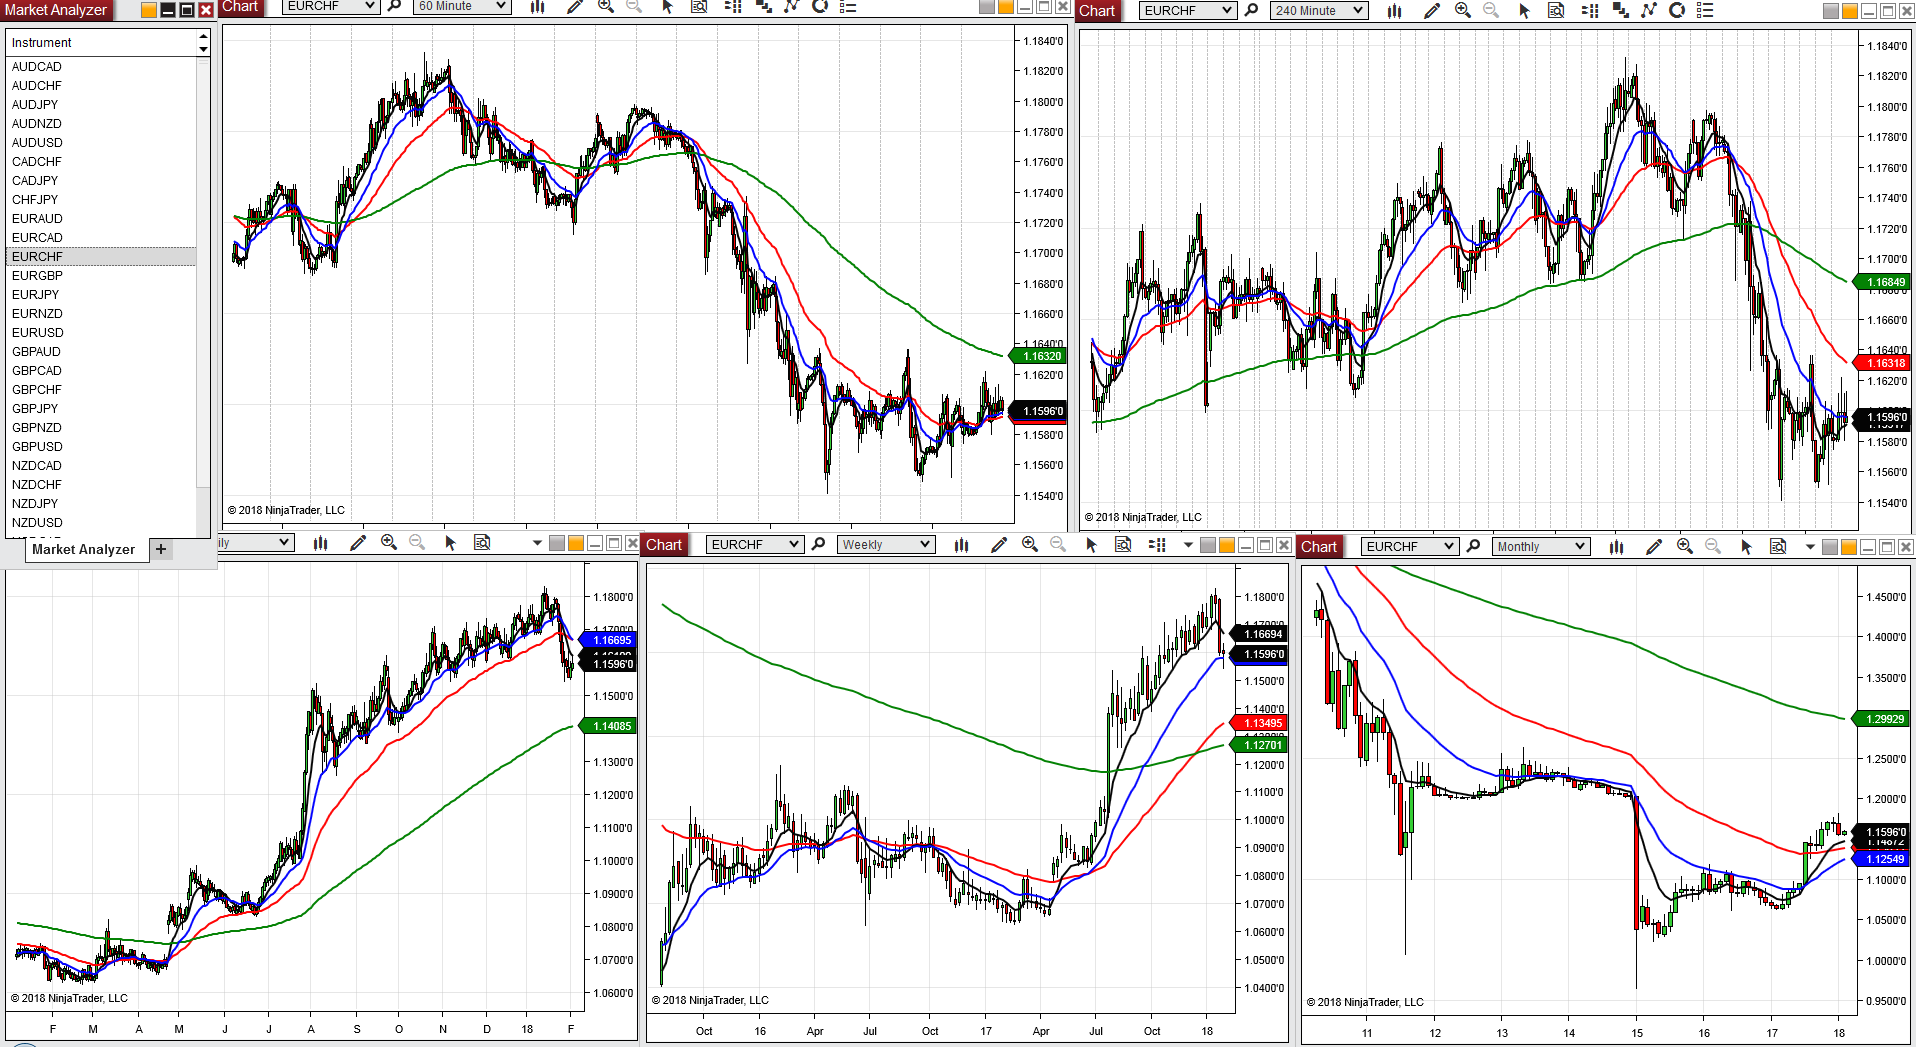 Market Analyzer
Instrument
AUDCAD
AUDCHF
AUDJPY
AUDNZD
AUDUSD
CADCHF
CADJPY
CHFJPY
EURAUD
EURCAD
EURCHF
EURGBP
EURJPY
EURNZD
EURUSD
GBPAUD
GBPCAD
GBPCHF
GBPJPY
GBPNZD
GBPUSD
NZDCAD
NZDCHF
NZDJPY
NZDUSD
Market Analyzer +
Chart EURCHF 60 Minute
1.1840'0
1.1820'0
1.1800'0
1.1780'0
1.1760'0
1.1740'0
1.1720'0
1.1700'0
1.1680'0
1.1660'0
1.1640'0
1.16320
1.1620'0
1.1596'0
1.1580'0
1.1560'0
1.1540'0
© 2018 NinjaTrader, LLC
Chart EURCHF 240 Minute
1.1840'0
1.1820'0
1.1800'0
1.1780'0
1.1760'0
1.1740'0
1.1720'0
1.1700'0
1.16849
1.1660'0
1.1640'0
1.16318
1.1620'0
1.1596'0
1.1580'0
1.1560'0
1.1540'0
© 2018 NinjaTrader, LLC
ily
1.1800'0
1.16695
1.1596'0
1.1500'0
1.14085
1.1300'0
1.1200'0
1.1100'0
1.1000'0
1.0900'0
1.0800'0
1.0700'0
1.0600'0
© 2018 NinjaTrader, LLC
F M A M J J A S O N D 18 F
Chart EURCHF Weekly
1.1800'0
1.16694
1.1596'0
1.1500'0
1.1400'0
1.13495
1.12701
1.1200'0
1.1100'0
1.1000'0
1.0900'0
1.0800'0
1.0700'0
1.0600'0
1.0500'0
1.0400'0
© 2018 NinjaTrader, LLC
Oct 16 Apr Jul Oct 17 Apr Jul Oct 18
Chart EURCHF Monthly
1.4500'0
1.4000'0
1.3500'0
1.29929
1.2500'0
1.2000'0
1.1596'0
1.14872
1.12549
1.1000'0
1.0500'0
1.0000'0
0.9500'0
© 2018 NinjaTrader, LLC
11 12 13 14 15 16 17 18